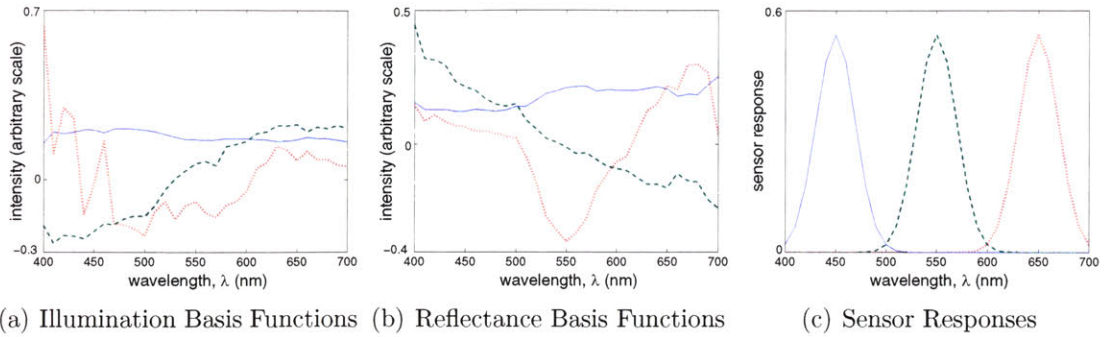 0.7
0
−0.3
intensity (arbitrary scale)
400 450 500 550 600 650 700
wavelength, λ (nm)
(a) Illumination Basis Functions
0.5
0
−0.4
intensity (arbitrary scale)
400 450 500 550 600 650 700
wavelength, λ (nm)
(b) Reflectance Basis Functions
0.6
0
sensor response
400 450 500 550 600 650 700
wavelength, λ (nm)
(c) Sensor Responses